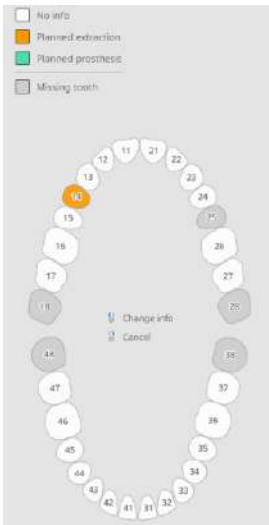 No info
Planned extraction
Planned prosthesis
Missing tooth
11 21
12 22
13 23
14 24
15 25
16 26
17 27
18 28
Change info
Cancel
48 38
47 37
46 36
45 35
44 34
43 33
42 41 31 32